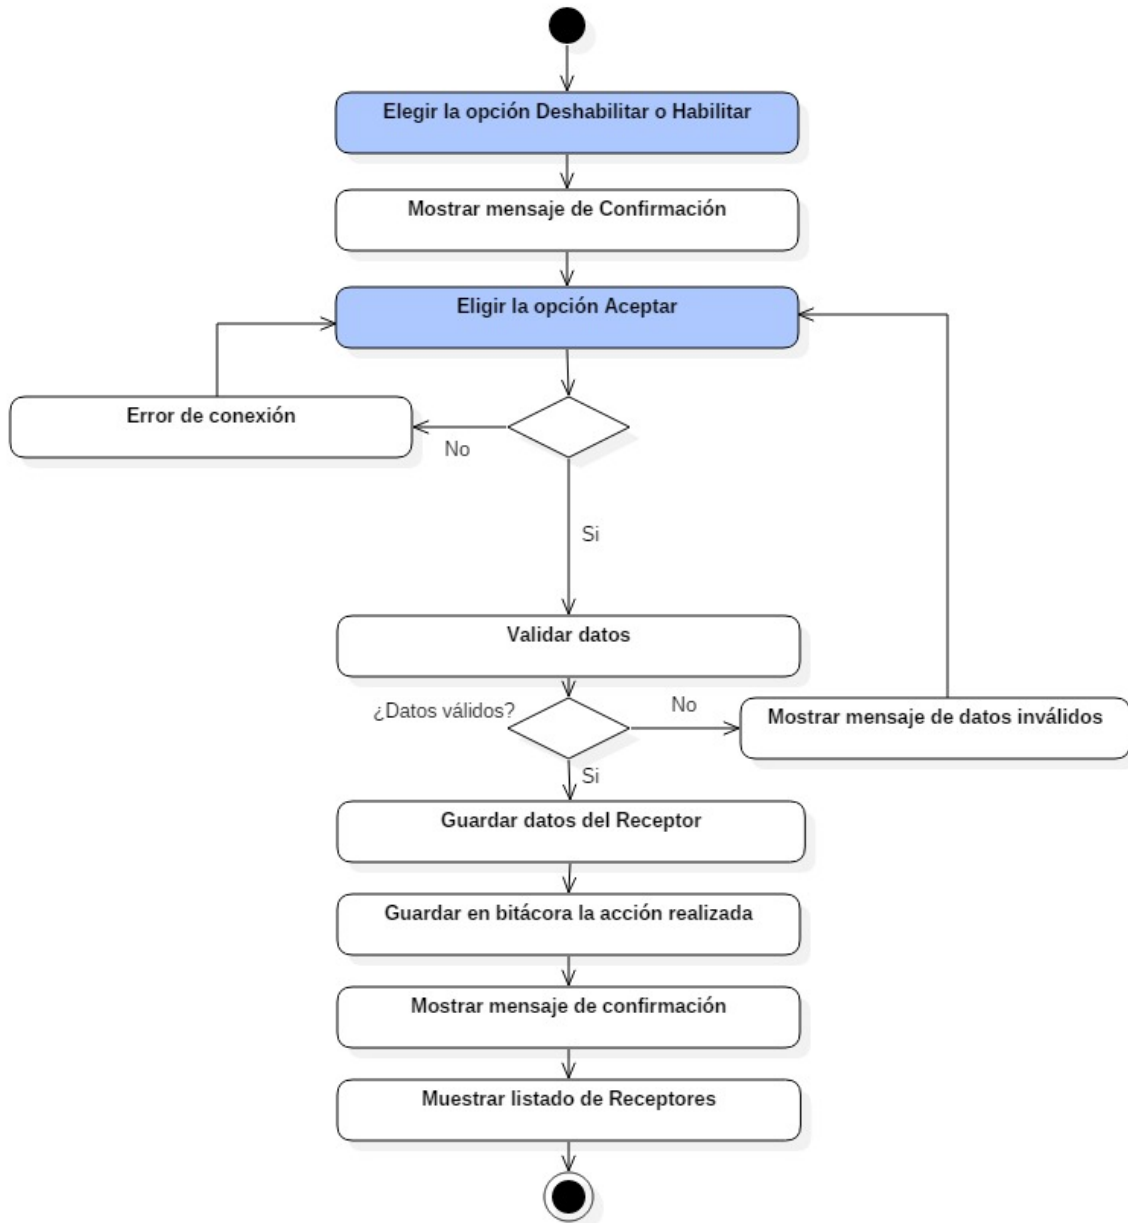 Elegir la opción Deshabilitar o Habilitar
Mostrar mensaje de Confirmación
Eligir la opción Aceptar
Error de conexión
No
Si
Validar datos
¿Datos válidos?
No
Mostrar mensaje de datos inválidos
Si
Guardar datos del Receptor
Guardar en bitácora la acción realizada
Mostrar mensaje de confirmación
Muestrar listado de Receptores